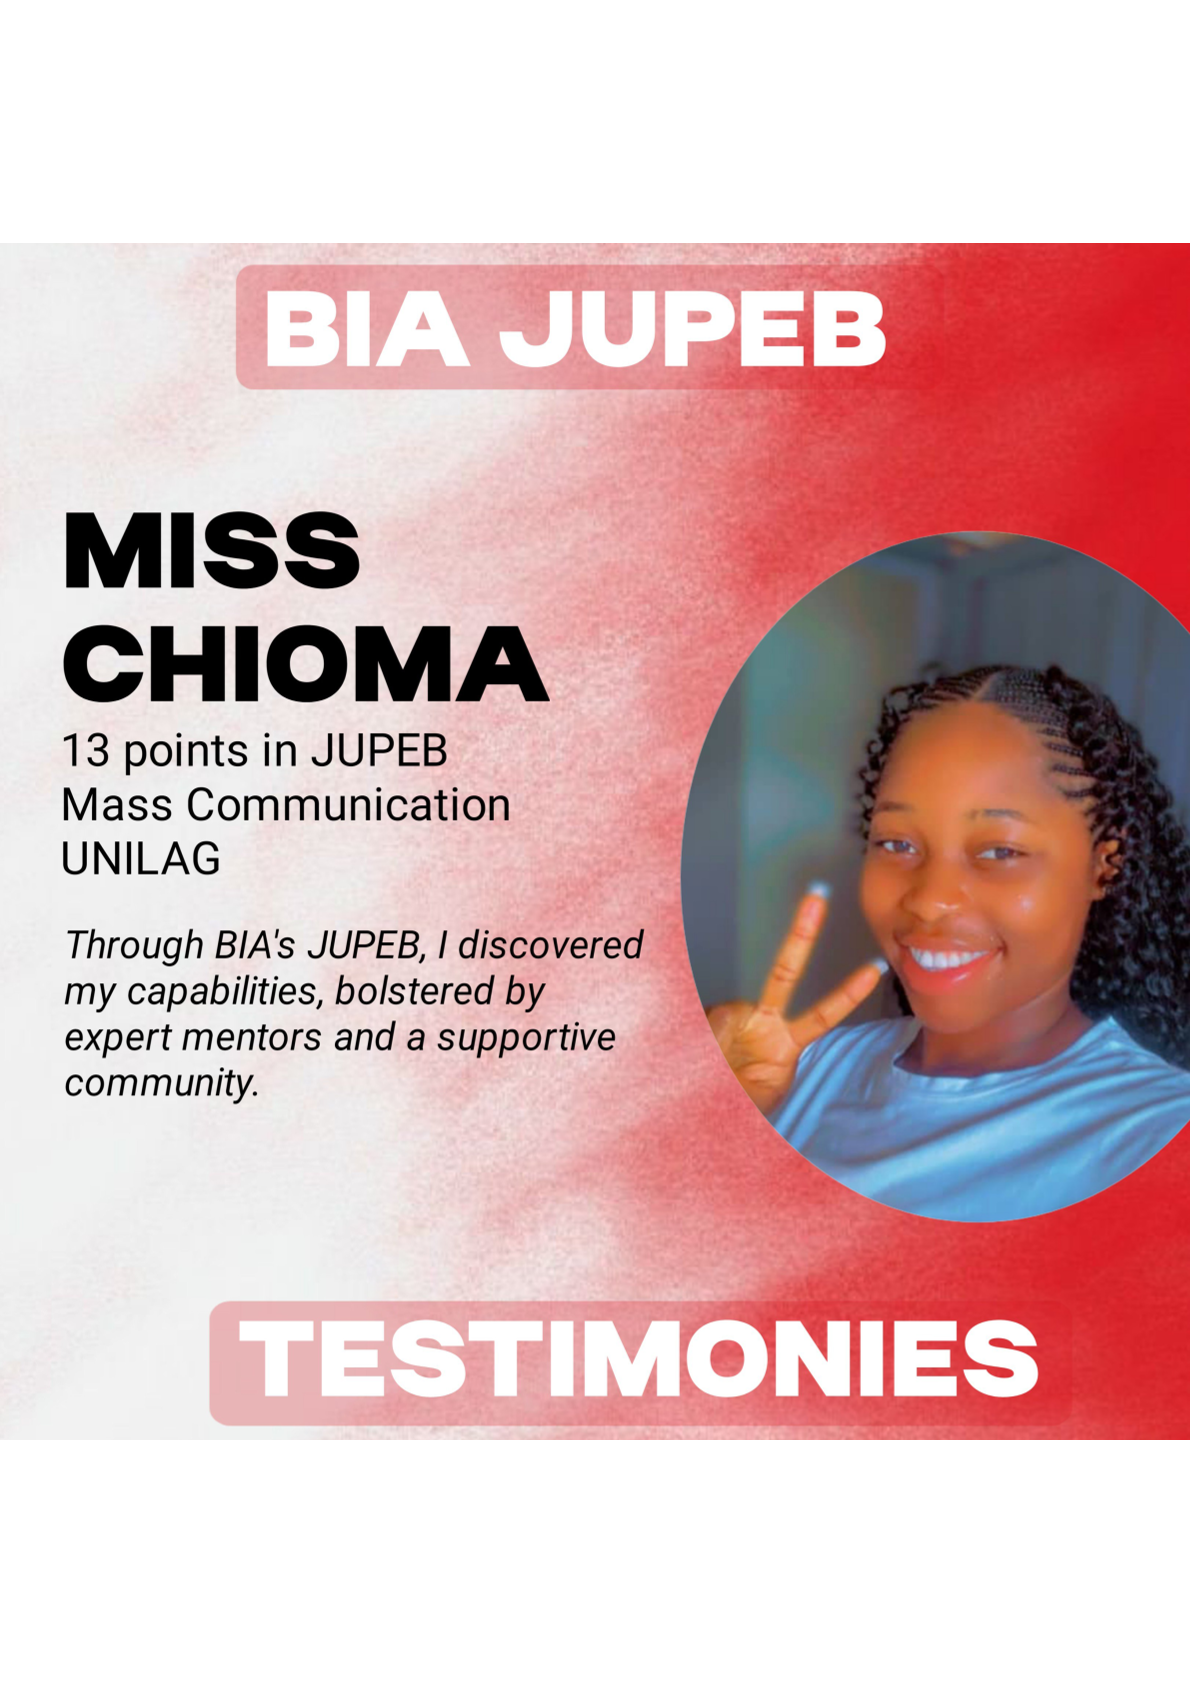 BIA JUPEB
MISS
CHIOMA
13 points in JUPEB
Mass Communication
UNILAG
Through BIA's JUPEB, I discovered
my capabilities, bolstered by
expert mentors and a supportive
community.
TESTIMONIES